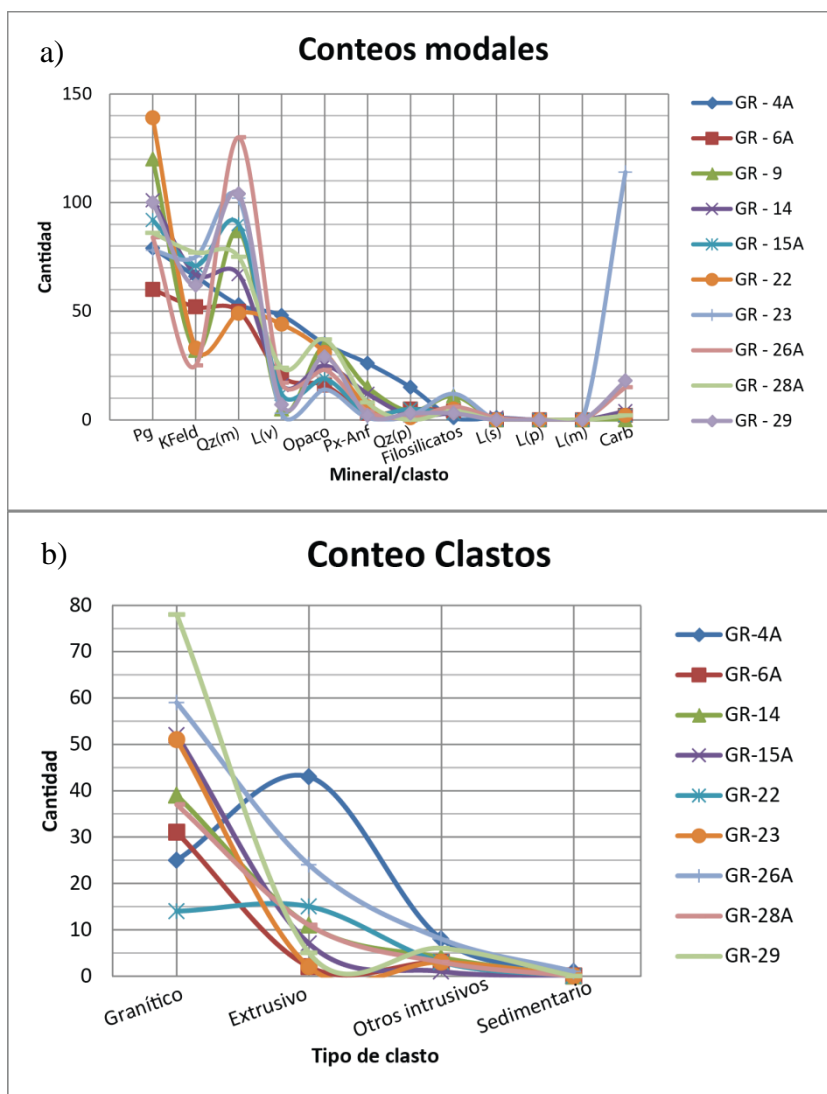 a)
Conteos modales
Cantidad
150
100
50
0
Pg
KFeld
Qz(m)
L(v)
Opaco
Px-Anf
Qz(p)
Filosilicatos
L(s)
L(p)
L(m)
Carb
Mineral/clasto
GR - 4A
GR - 6A
GR - 9
GR - 14
GR - 15A
GR - 22
GR - 23
GR - 26A
GR - 28A
GR - 29
b)
Conteo Clastos
Cantidad
80
70
60
50
40
30
20
10
0
Granítico
Extrusivo
Otros intrusivos
Sedimentario
Tipo de clasto
GR-4A
GR-6A
GR-14
GR-15A
GR-22
GR-23
GR-26A
GR-28A
GR-29